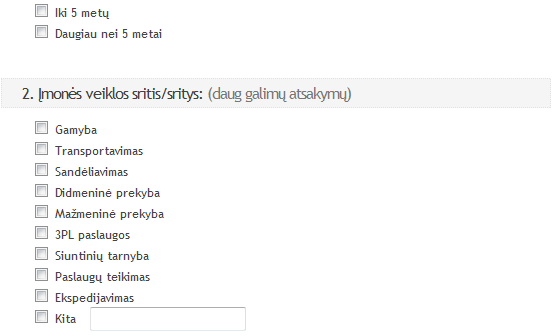 Iki 5 metų
Daugiau nei 5 metai
2. Įmonės veiklos sritis/sritys: (daug galimų atsakymų)
Gamyba
Transportavimas
Sandėliavimas
Didmeninė prekyba
Mažmeninė prekyba
3PL paslaugos
Siuntinių tarnyba
Paslaugų teikimas
Ekspedijavimas
Kita